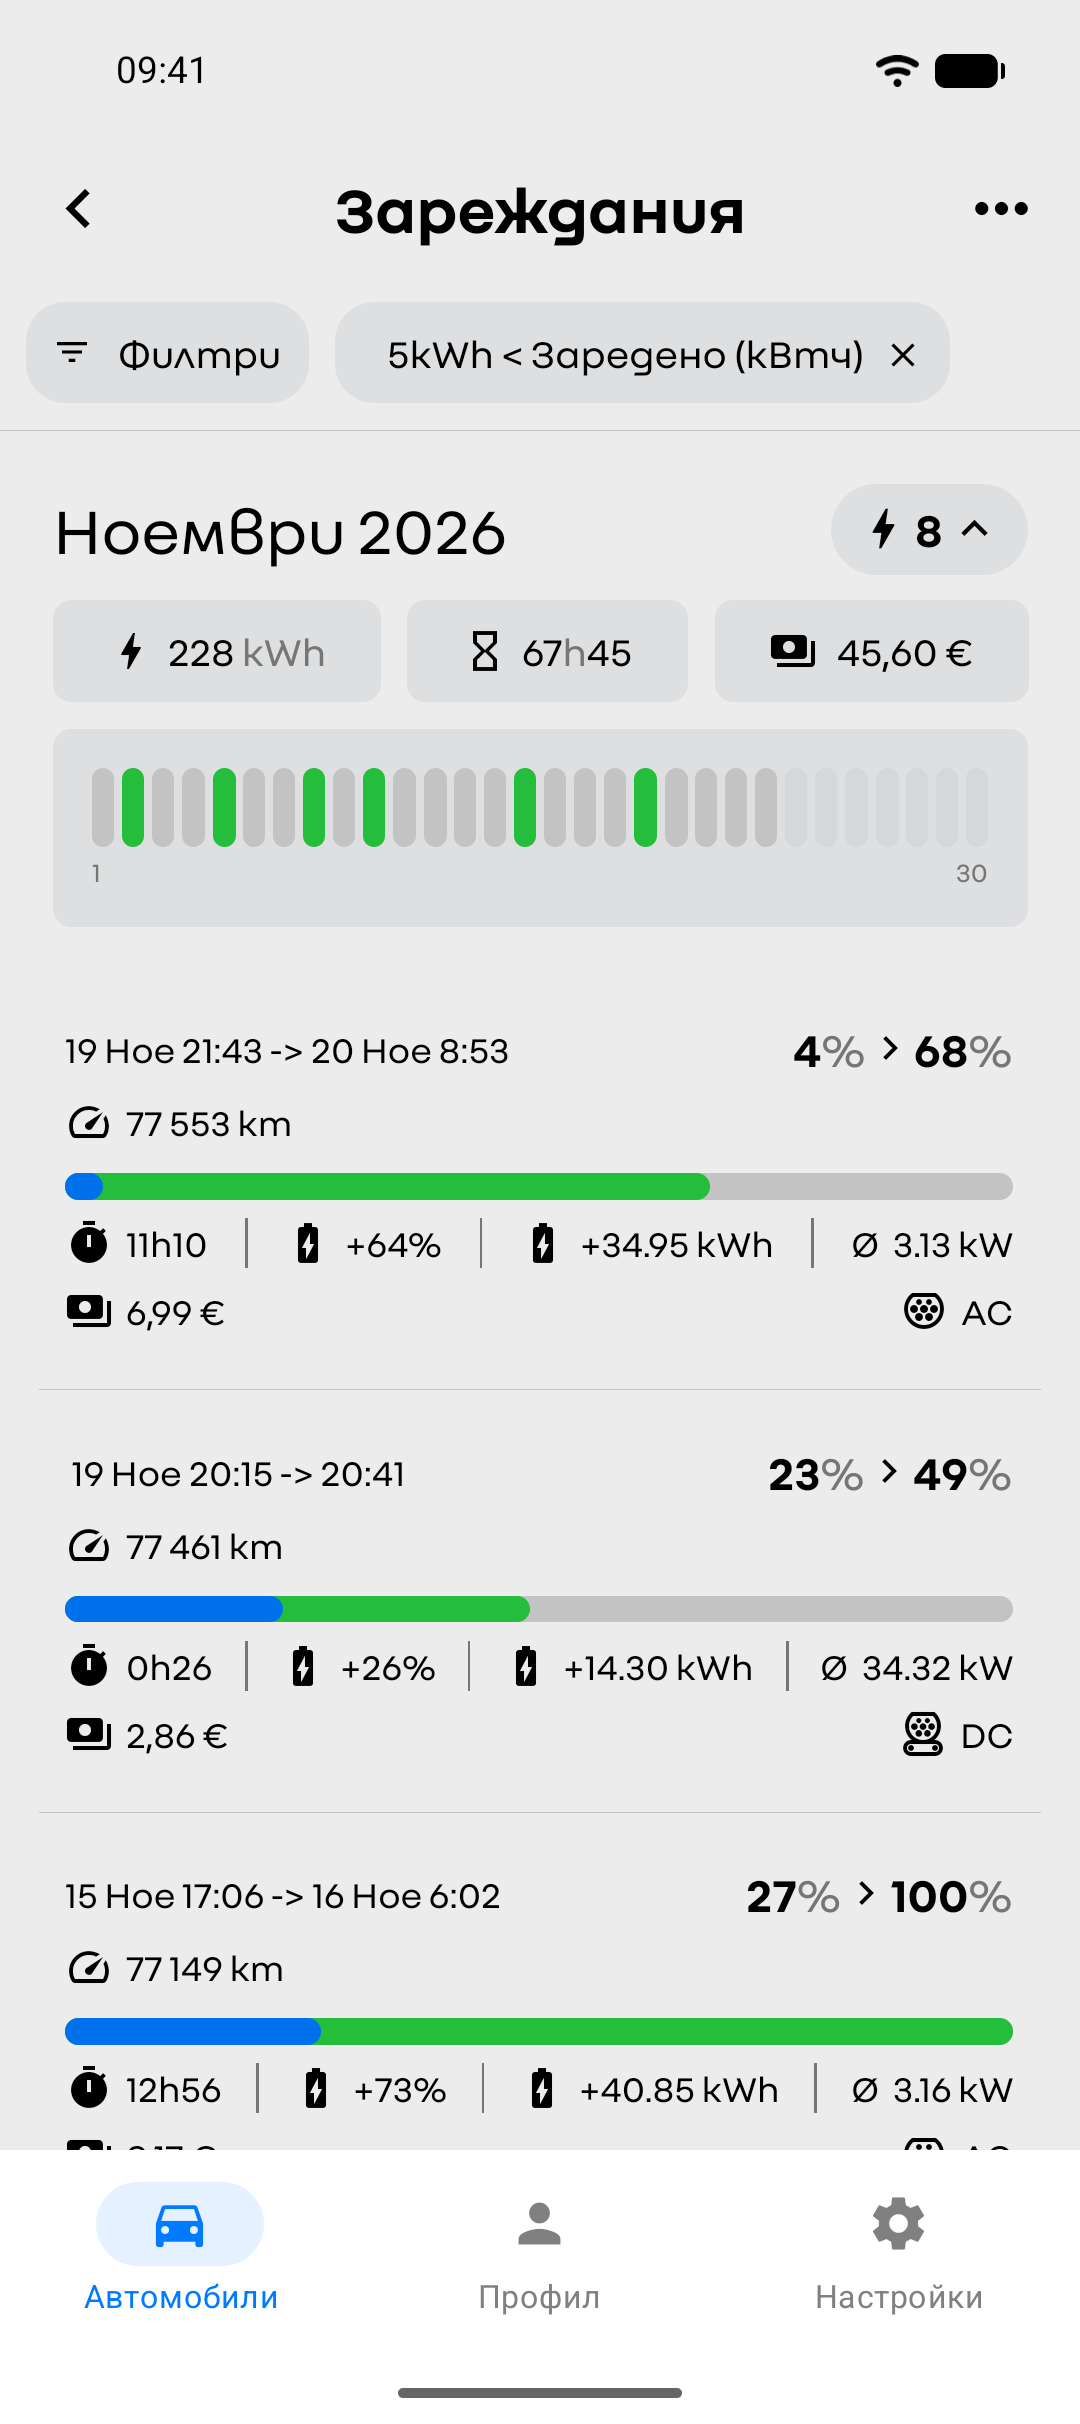 09:41
Зареждания
Филтри
5kWh < Заредено (кВтч)
Ноември 2026
8
228 kWh
67h45
45,60 €
1
30
19 Ное 21:43 -> 20 Ное 8:53
4% > 68%
77 553 km
11h10
+64%
+34.95 kWh
Ø 3.13 kW
6,99 €
AC
19 Ное 20:15 -> 20:41
23% > 49%
77 461 km
0h26
+26%
+14.30 kWh
Ø 34.32 kW
2,86 €
DC
15 Ное 17:06 -> 16 Ное 6:02
27% > 100%
77 149 km
12h56
+73%
+40.85 kWh
Ø 3.16 kW
Автомобили
Профил
Настройки